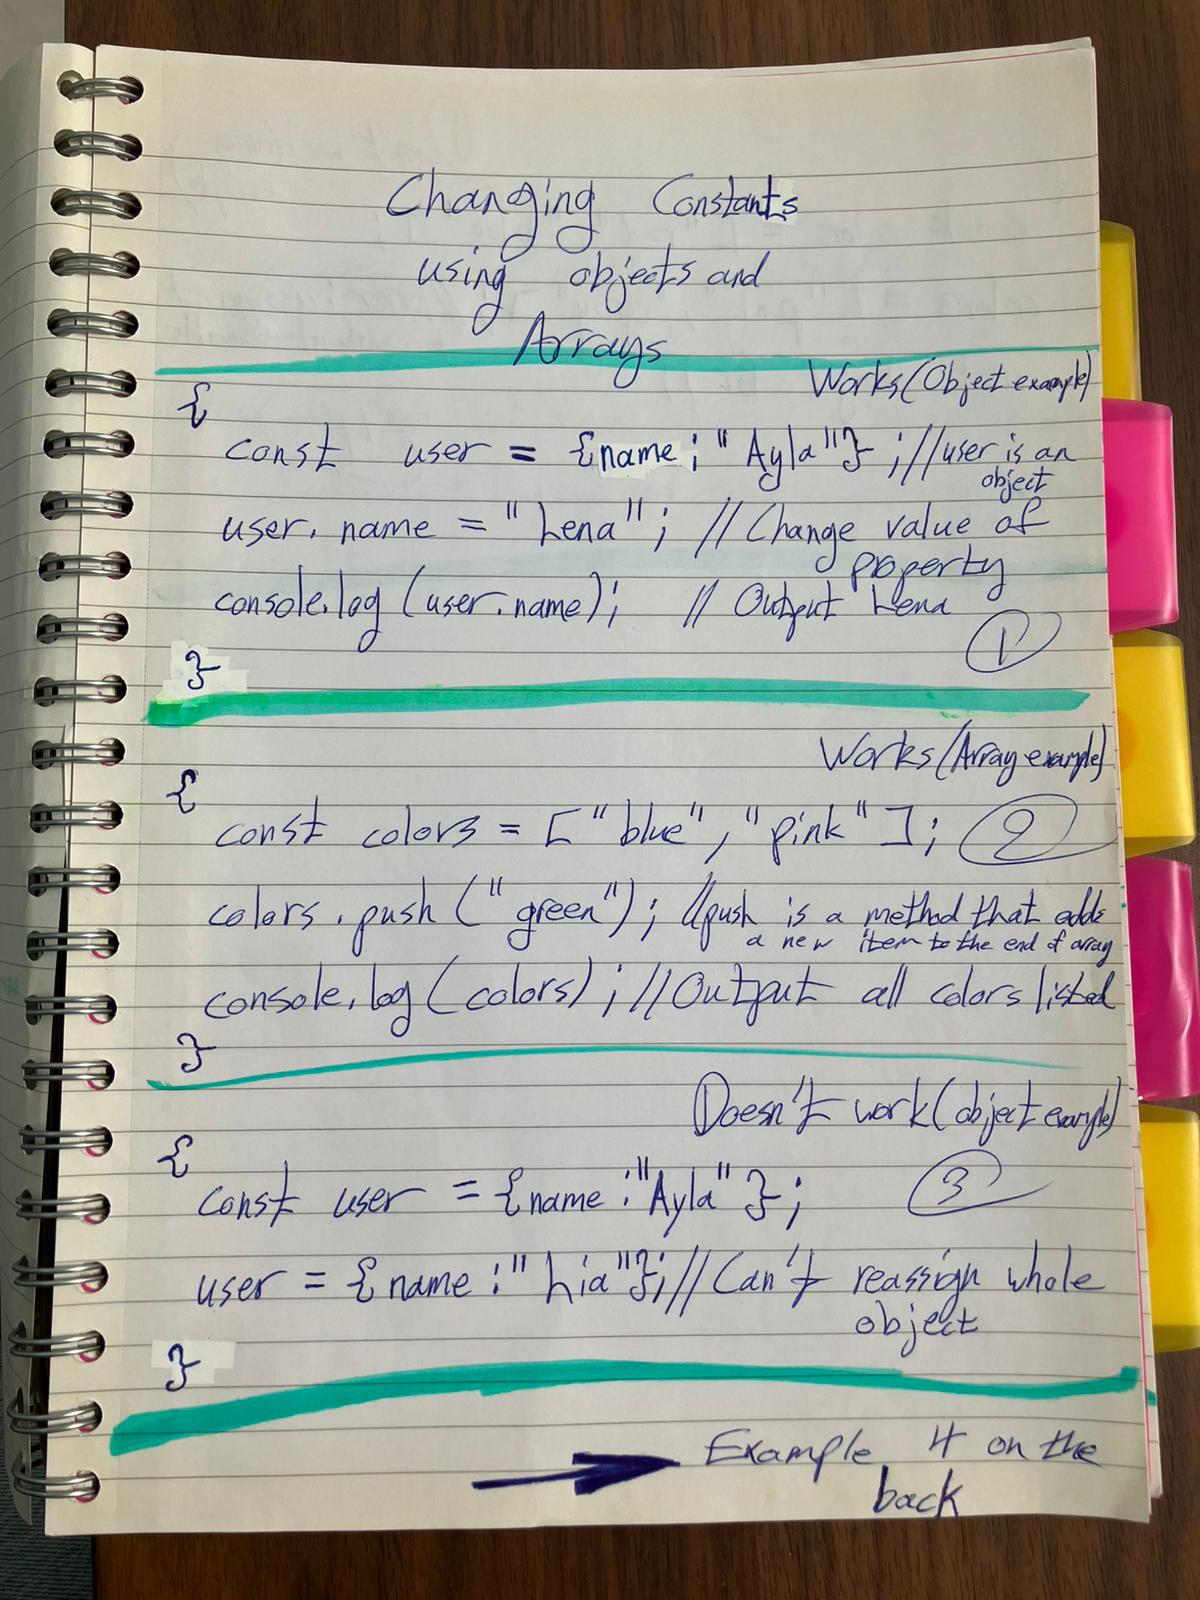 Changing Constants
using objects and
Arrays
Works (Object example)
{
const user = {name : "Ayla"} ; //user is an
object
user.name = "Lena" ; // Change value of
property
console.log (user.name) ; // Output Lena
1
}
Works (Array example)
{
const colors = ["blue", "pink"] ; 2
colors.push ("green") ; //push is a method that adds
a new item to the end of array
console.log (colors) ; //Output all colors listed
}
Doesn't work (object example)
{
const user = {name : "Ayla"} ; 3
user = {name : "Lia"} ; //Can't reassign whole
object
}
Example 4 on the
back